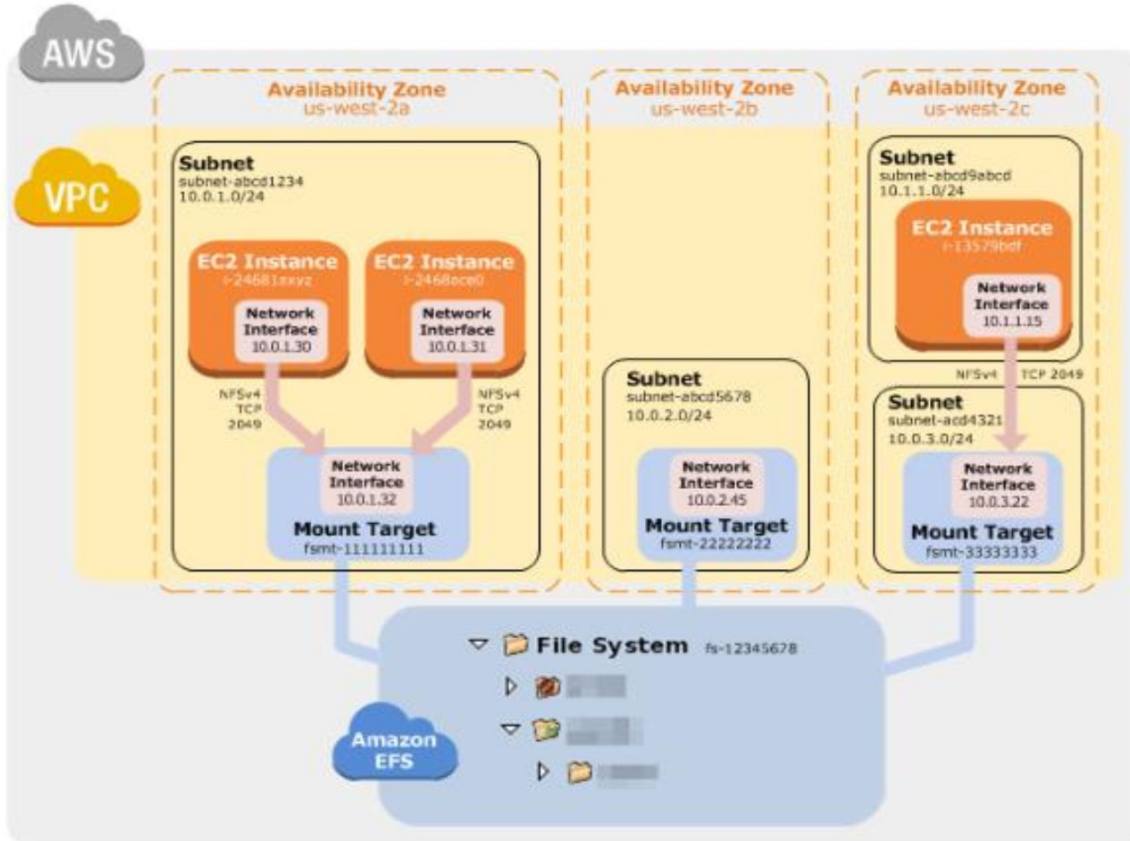 AWS
Availability Zone
us-west-2a
Availability Zone
us-west-2b
Availability Zone
us-west-2c
VPC
Subnet
subnet-abcd1234
10.0.1.0/24
EC2 Instance
Network
Interface
10.0.1.30
EC2 Instance
Network
Interface
10.0.1.31
NFSv4
TCP
2049
NFSv4
TCP
2049
Network
Interface
10.0.1.32
Mount Target
fsmt-111111111
Subnet
subnet-abcd5678
10.0.2.0/24
Network
Interface
10.0.2.45
Mount Target
fsmt-22222222
Subnet
subnet-abcd9abcd
10.1.1.0/24
EC2 Instance
i-13579bdf
Network
Interface
10.1.1.15
NFSv4 TCP 2049
Subnet
subnet-acd4321
10.0.3.0/24
Network
Interface
10.0.3.22
Mount Target
fsmt-33333333
File System fs-12345678
Amazon
EFS